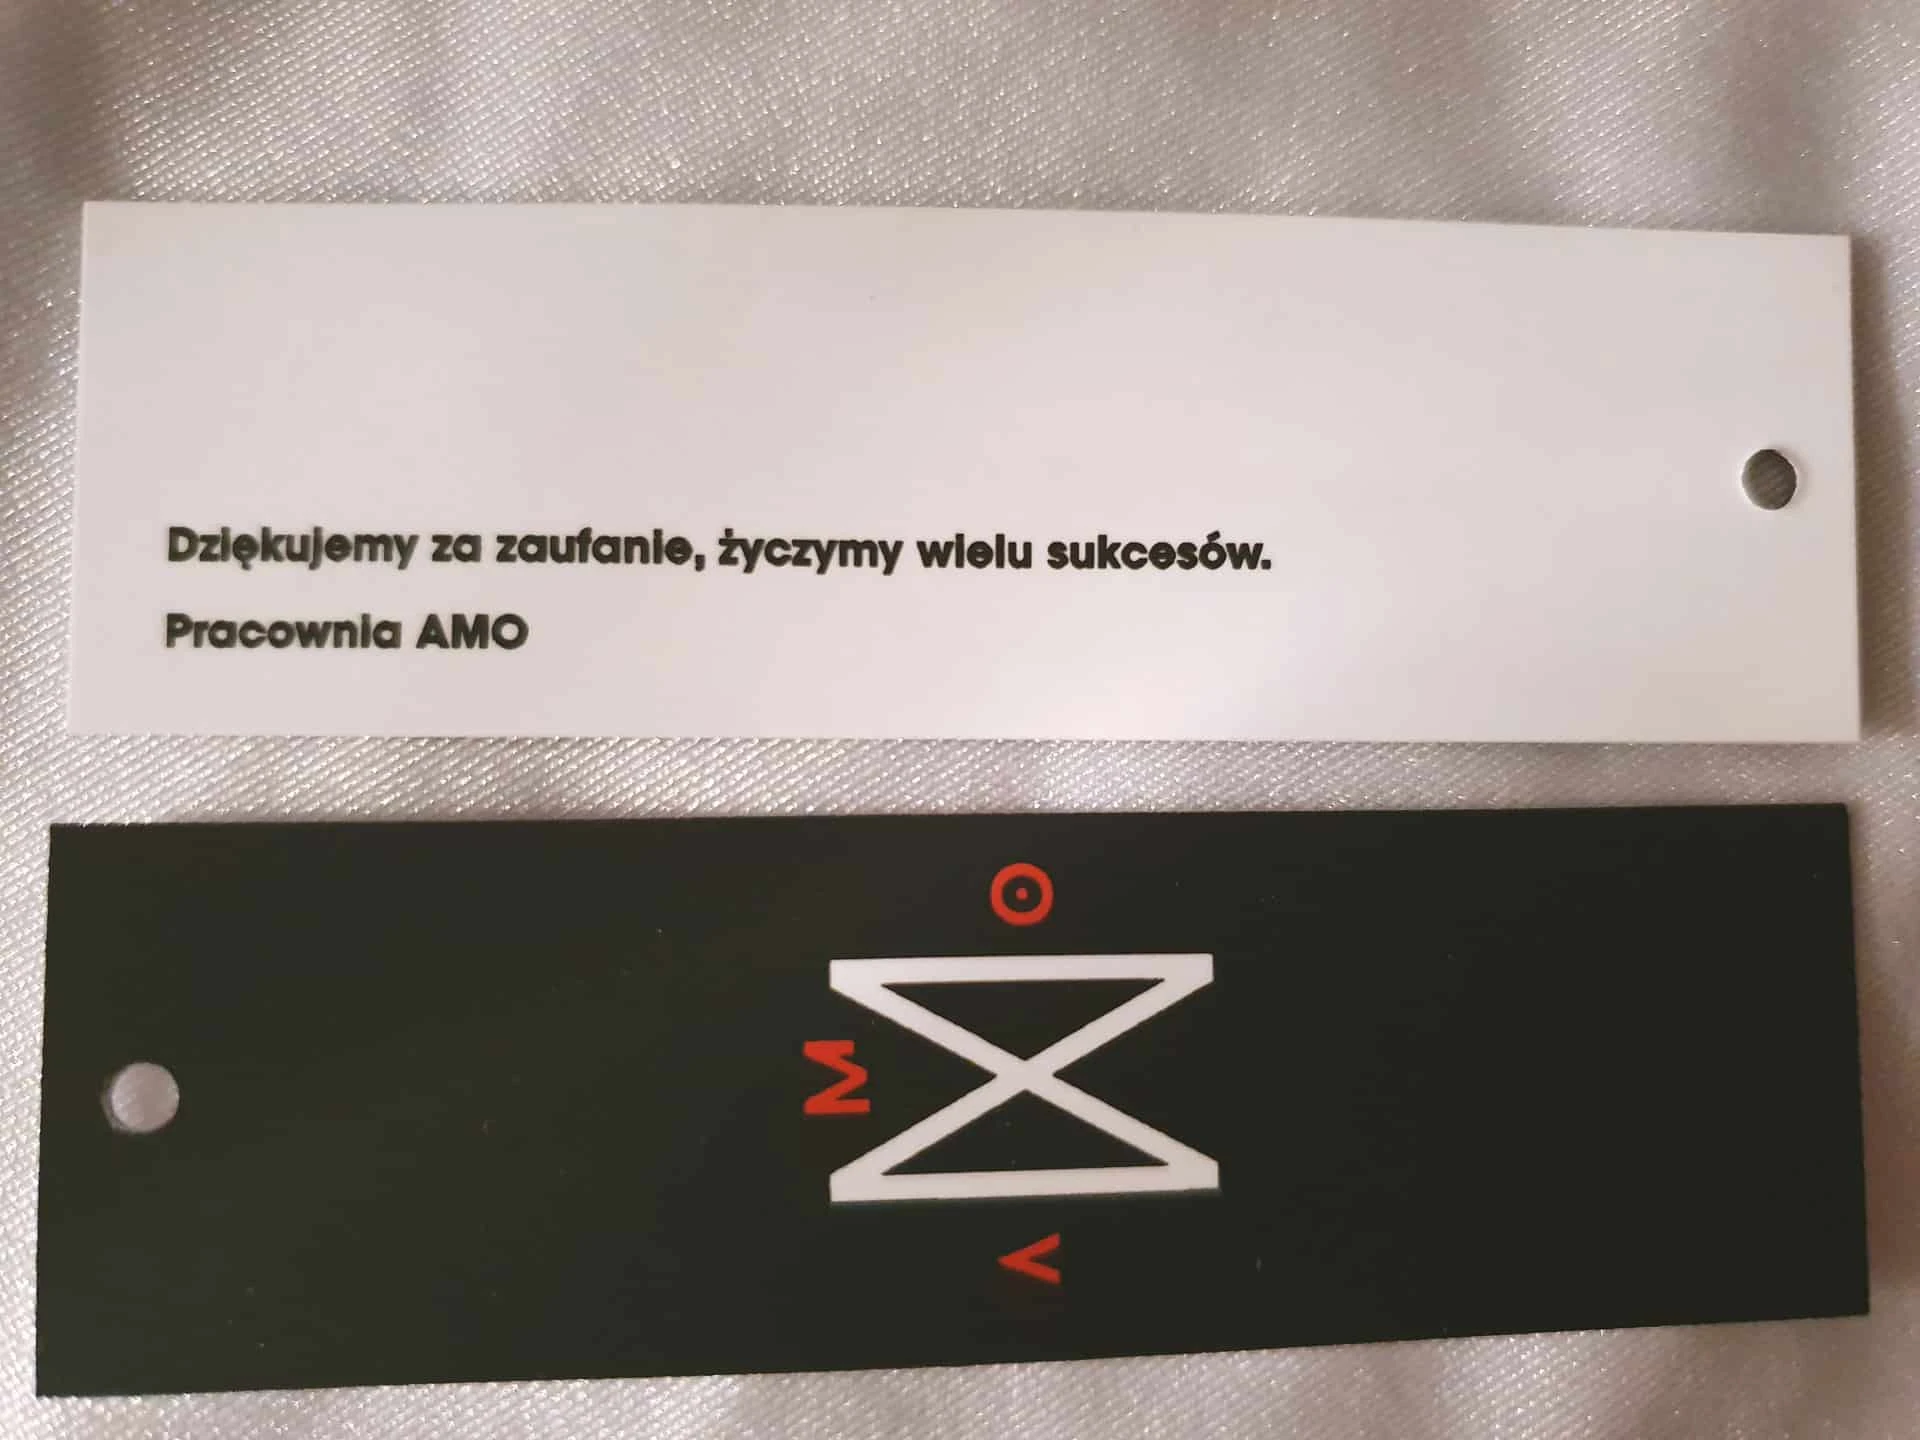 Dziękujemy za zaufanie, życzymy wielu sukcesów.
Pracownia AMO
A M O